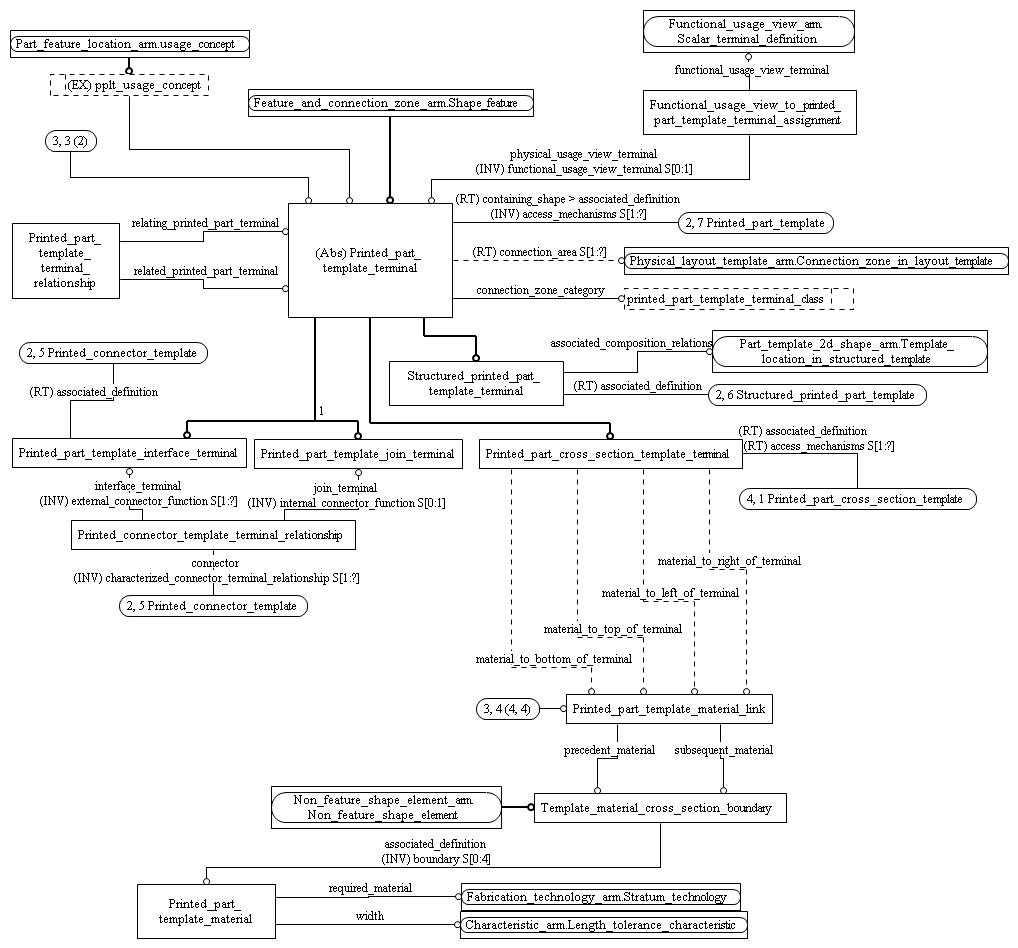 Part_feature_location_arm.usage_concept
(EX) pplt_usage_concept
Functional_usage_view_arm.
Scalar_terminal_definition
functional_usage_view_terminal
Feature_and_connection_zone_arm.Shape_feature
Functional_usage_view_to_printed_
part_template_terminal_assignment
3, 3 (2)
physical_usage_view_terminal
(INV) functional_usage_view_terminal S[0:1]
(RT) containing_shape > associated_definition
(INV) access_mechanisms S[1:?]
2, 7 Printed_part_template
relating_printed_part_terminal
Printed_part_
template_
terminal_
relationship
related_printed_part_terminal
(Abs) Printed_part_
template_terminal
(RT) connection_area S[1:?]
Physical_layout_template_arm.Connection_zone_in_layout_template
connection_zone_category
printed_part_template_terminal_class
2, 5 Printed_connector_template
(RT) associated_definition
associated_composition_relations
Part_template_2d_shape_arm.Template_
location_in_structured_template
Structured_printed_part_
template_terminal
(RT) associated_definition
2, 6 Structured_printed_part_template
1
Printed_part_template_interface_terminal
Printed_part_template_join_terminal
Printed_part_cross_section_template_terminal
(RT) associated_definition
(RT) access_mechanisms S[1:?]
4, 1 Printed_part_cross_section_template
interface_terminal
(INV) external_connector_function S[1:?]
join_terminal
(INV) internal_connector_function S[0:1]
Printed_connector_template_terminal_relationship
connector
(INV) characterized_connector_terminal_relationship S[1:?]
2, 5 Printed_connector_template
material_to_right_of_terminal
material_to_left_of_terminal
material_to_top_of_terminal
material_to_bottom_of_terminal
3, 4 (4, 4)
Printed_part_template_material_link
precedent_material
subsequent_material
Non_feature_shape_element_arm.
Non_feature_shape_element
Template_material_cross_section_boundary
associated_definition
(INV) boundary S[0:4]
Printed_part_
template_material
required_material
Fabrication_technology_arm.Stratum_technology
width
Characteristic_arm.Length_tolerance_characteristic